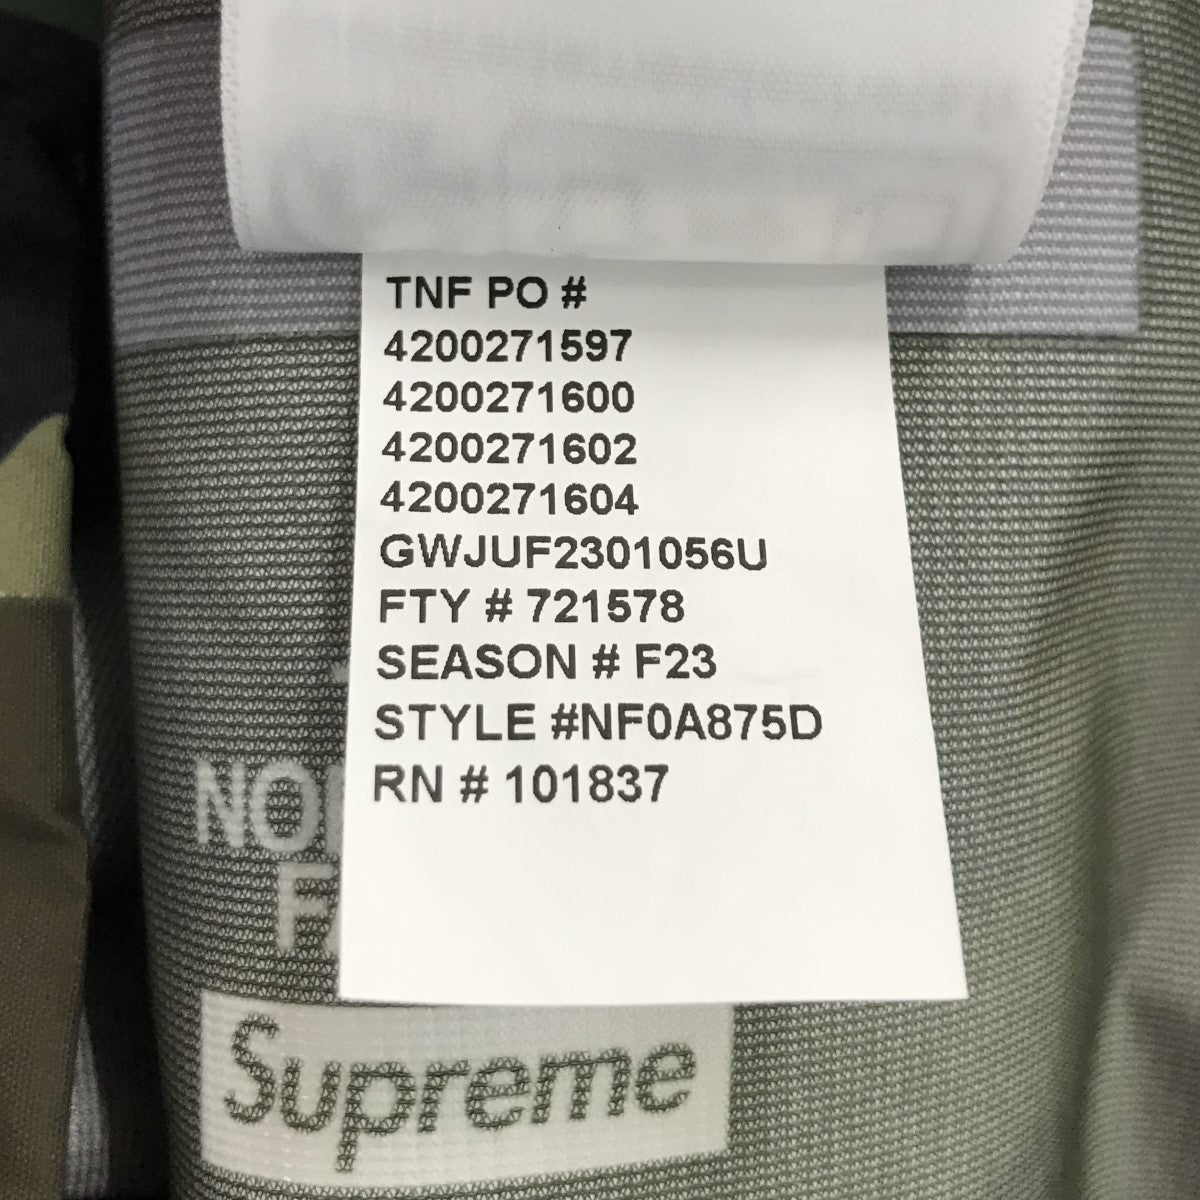 TNF PO #
4200271597
4200271600
4200271602
4200271604
GWJUF2301056U
FTY # 721578
SEASON # F23
STYLE #NF0A875D
RN # 101837
Supreme